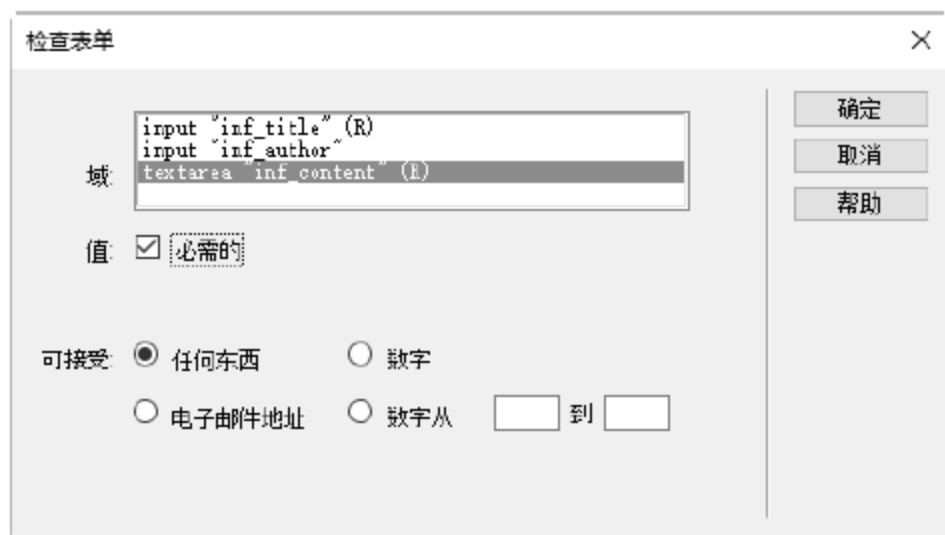 检查表单
input "inf_title" (R)
input "inf_author"
textarea "inf_content" (R)
域:
值: 必需的
可接受: 任何东西 数字
电子邮件地址 数字从 到
确定
取消
帮助